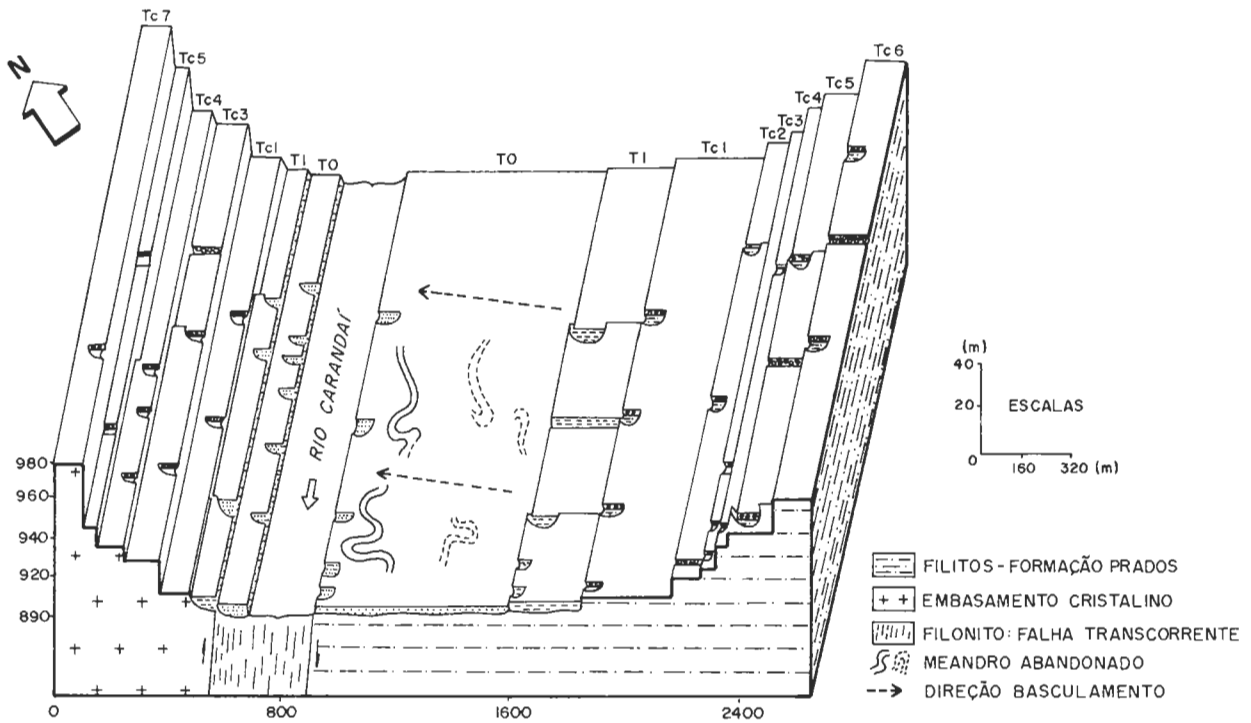 Tc7
Tc5
Tc4
Tc3
Tc1
T1
T0
T0
T1
Tc1
Tc2
Tc3
Tc4
Tc5
Tc6
N
RIO CARANDAÍ
980
960
940
920
890
0
800
1600
2400
(m)
40
20
0
ESCALAS
160
320 (m)
FILITOS - FORMAÇÃO PRADOS
EMBASAMENTO CRISTALINO
FILONITO: FALHA TRANSCORRENTE
MEANDRO ABANDONADO
DIREÇÃO BASCULAMENTO